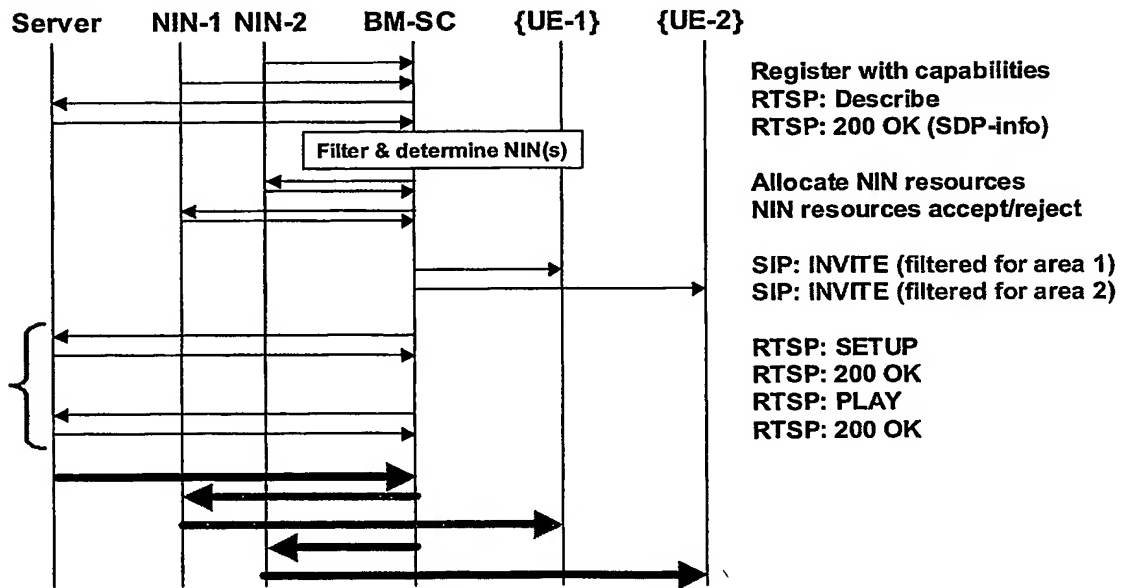 Server NIN-1 NIN-2 BM-SC {UE-1} {UE-2}
Register with capabilities
RTSP: Describe
RTSP: 200 OK (SDP-info)
Filter & determine NIN(s)
Allocate NIN resources
NIN resources accept/reject
SIP: INVITE (filtered for area 1)
SIP: INVITE (filtered for area 2)
RTSP: SETUP
RTSP: 200 OK
RTSP: PLAY
RTSP: 200 OK